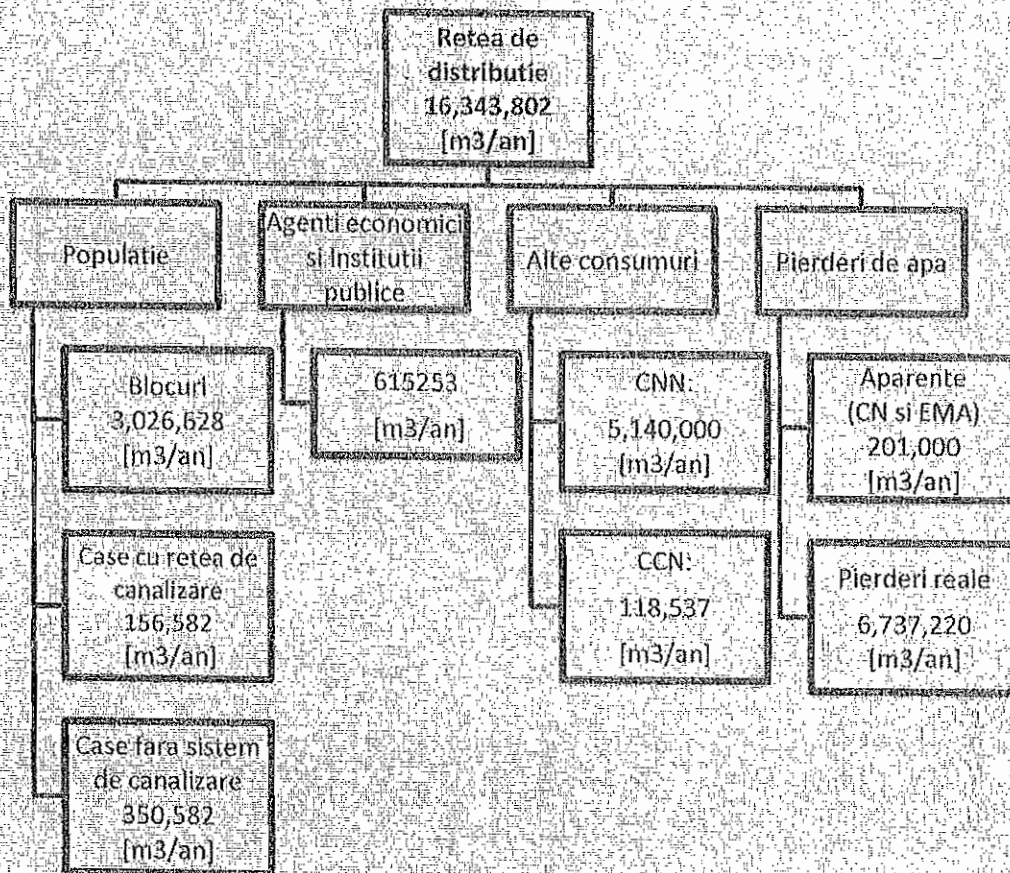 Retea de
distributie
16,343,802
[m3/an]
Populatie
Agenti economici
si Institutii
publice
Alte consumuri
Pierderi de apa
Blocuri
3,026,628
[m3/an]
Case cu retea de
canalizare
156,582
[m3/an]
Case fara sistem
de canalizare
350,582
[m3/an]
615253
[m3/an]
CNN:
5,140,000
[m3/an]
CCN:
118,537
[m3/an]
Aparente
(CN si EMA)
201,000
[m3/an]
Pierderi reale
6,737,220
[m3/an]